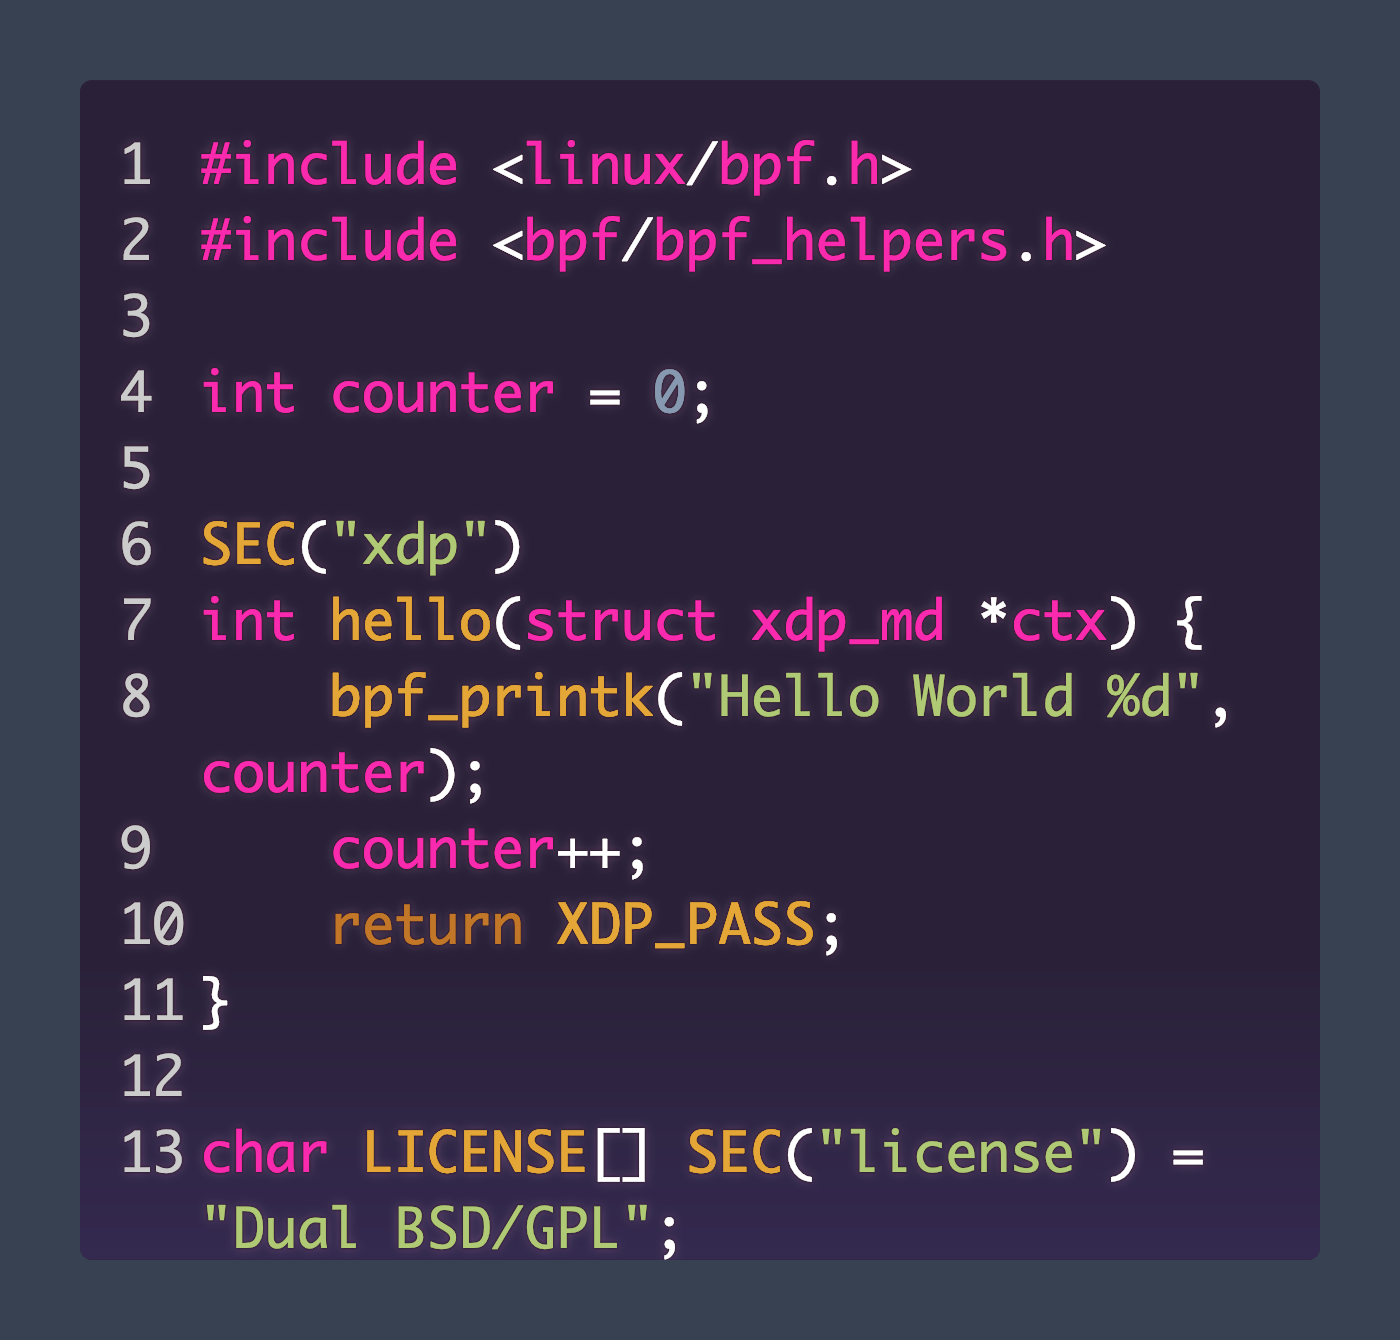 1 #include <linux/bpf.h>
2 #include <bpf/bpf_helpers.h>
3
4 int counter = 0;
5
6 SEC("xdp")
7 int hello(struct xdp_md *ctx) {
8     bpf_printk("Hello World %d",
counter);
9     counter++;
10     return XDP_PASS;
11 }
12
13 char LICENSE[] SEC("license") =
"Dual BSD/GPL";